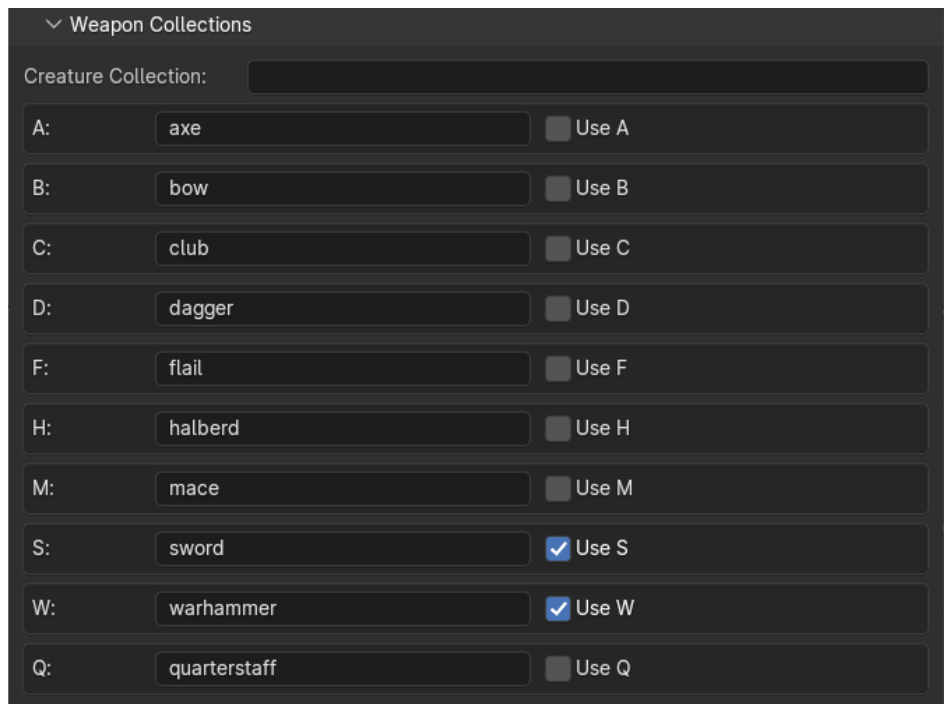 Weapon Collections
Creature Collection:
A: axe Use A
B: bow Use B
C: club Use C
D: dagger Use D
F: flail Use F
H: halberd Use H
M: mace Use M
S: sword Use S
W: warhammer Use W
Q: quarterstaff Use Q